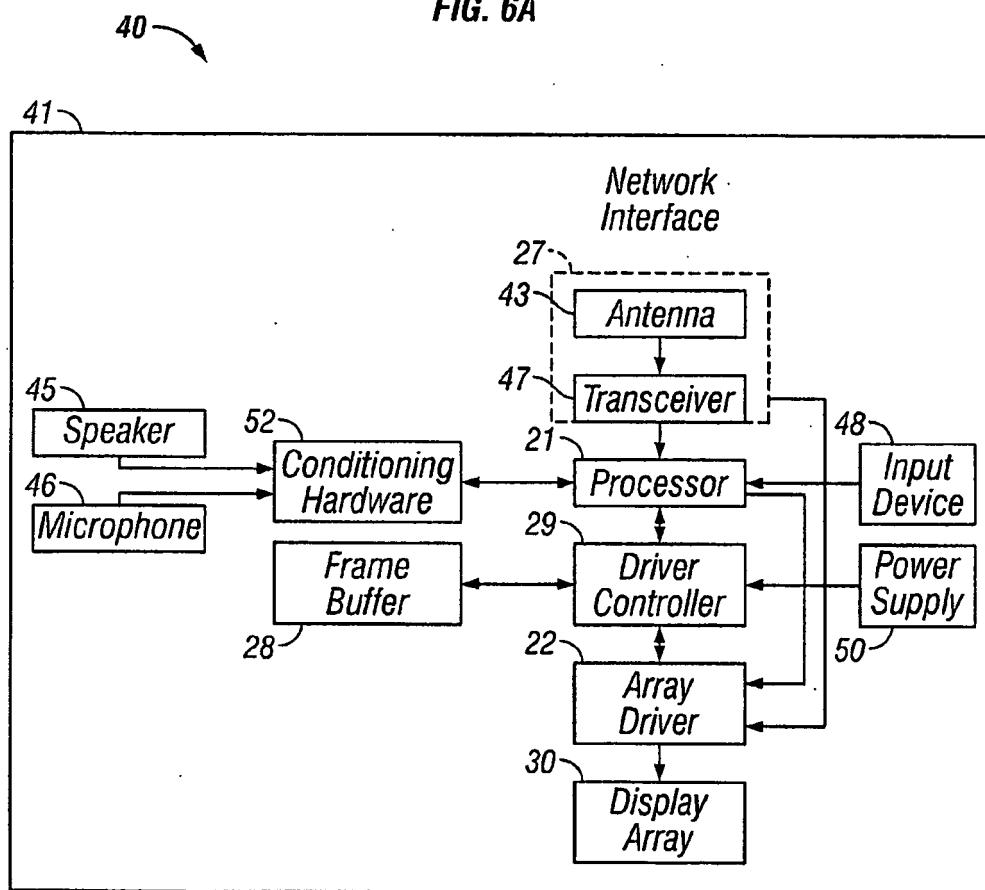 FIG. 6A
40
41
Network
Interface
27
43
Antenna
47
Transceiver
45
Speaker
52
Conditioning
Hardware
21
Processor
48
Input
Device
46
Microphone
29
Driver
Controller
Frame
Buffer
28
Power
Supply
50
22
Array
Driver
30
Display
Array